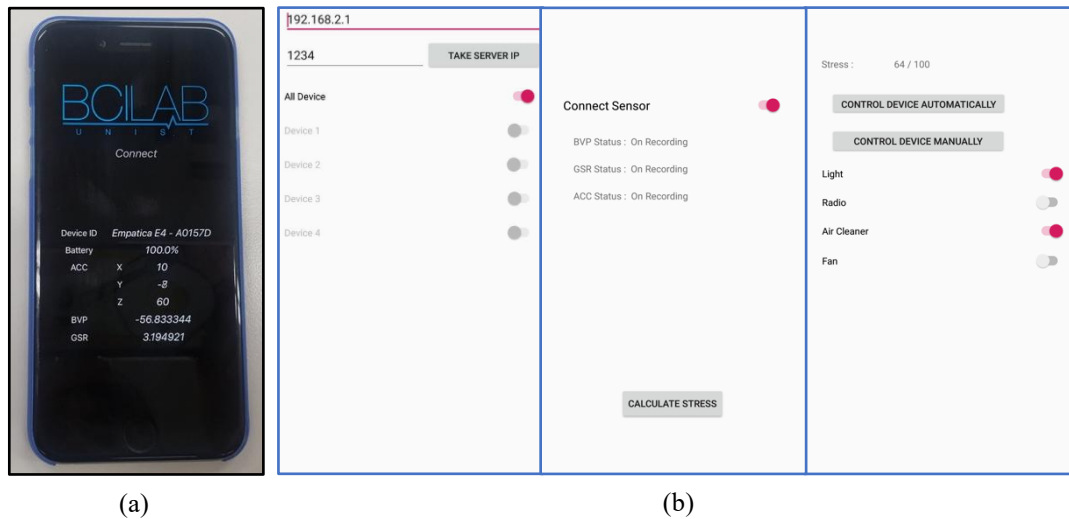 BCILAB
UNIST
Connect
Device ID Empatica E4 - A0157D
Battery 100.0%
ACC X 10
Y -8
Z 60
BVP -56.833344
GSR 3.194921
(a)
192.168.2.1
1234 TAKE SERVER IP
All Device
Device 1
Device 2
Device 3
Device 4
Connect Sensor
BVP Status : On Recording
GSR Status : On Recording
ACC Status : On Recording
CALCULATE STRESS
Stress : 64 / 100
CONTROL DEVICE AUTOMATICALLY
CONTROL DEVICE MANUALLY
Light
Radio
Air Cleaner
Fan
(b)